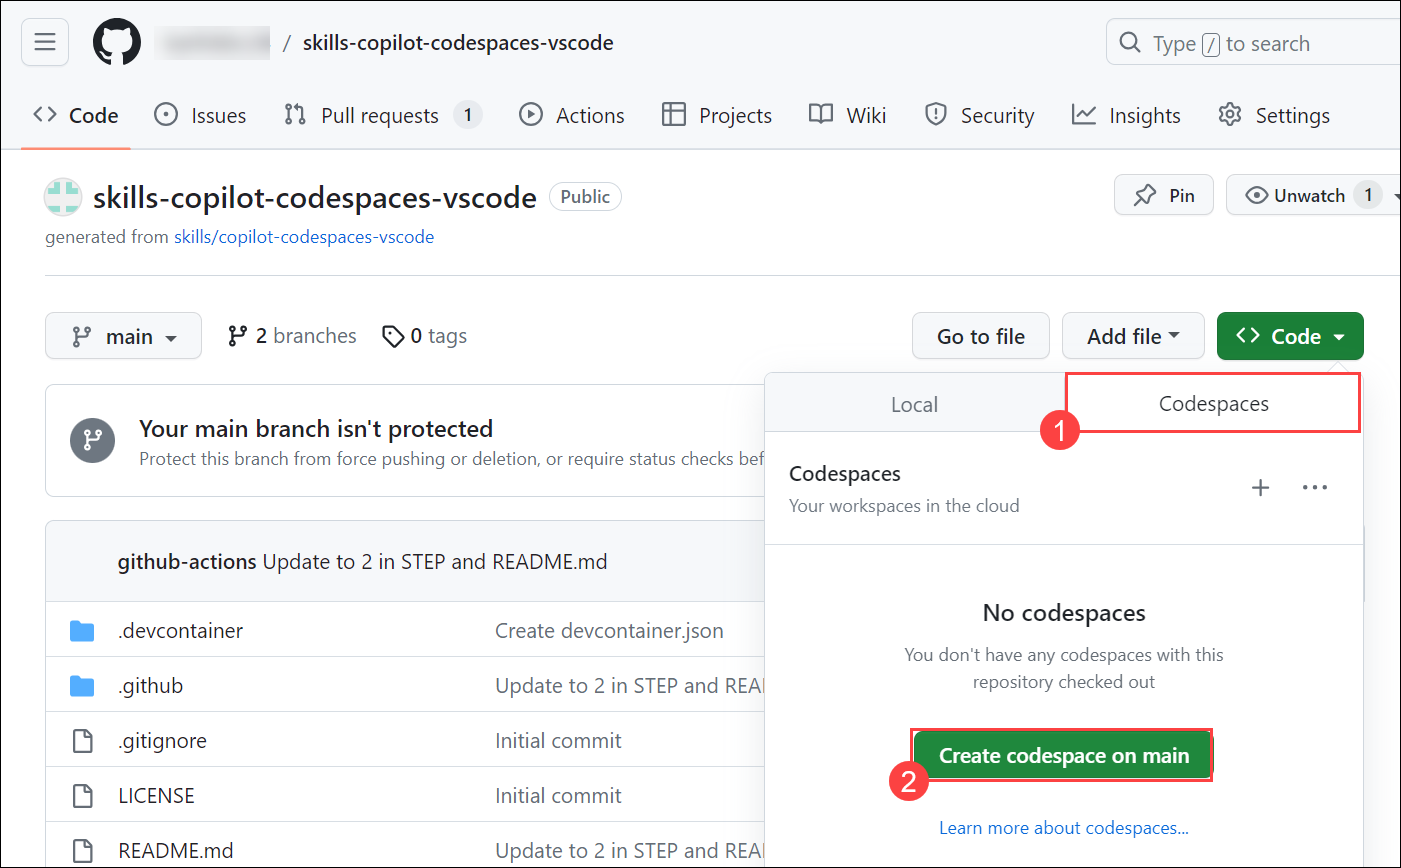 / skills-copilot-codespaces-vscode
Type / to search
Code Issues Pull requests 1 Actions Projects Wiki Security Insights Settings
skills-copilot-codespaces-vscode Public
Pin Unwatch 1
generated from skills/copilot-codespaces-vscode
main 2 branches 0 tags
Go to file Add file Code
Local Codespaces
1
Your main branch isn't protected
Protect this branch from force pushing or deletion, or require status checks bef
Codespaces
Your workspaces in the cloud
github-actions Update to 2 in STEP and README.md
.devcontainer Create devcontainer.json
.github Update to 2 in STEP and REA
.gitignore Initial commit
LICENSE Initial commit
README.md Update to 2 in STEP and REA
No codespaces
You don't have any codespaces with this
repository checked out
Create codespace on main
2
Learn more about codespaces...